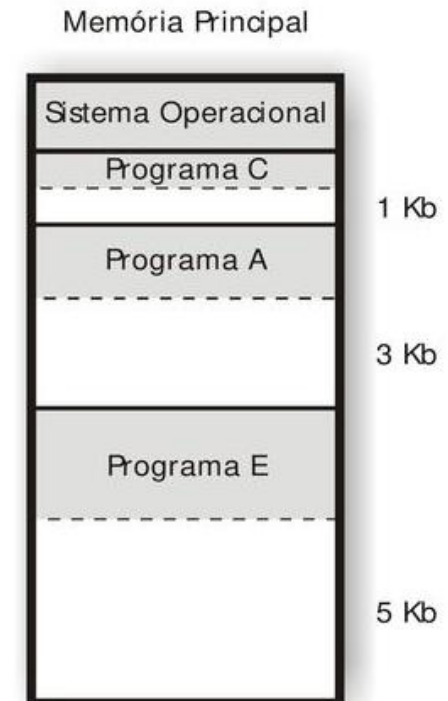 Memória Principal
Sistema Operacional
Programa C
1 Kb
Programa A
3 Kb
Programa E
5 Kb